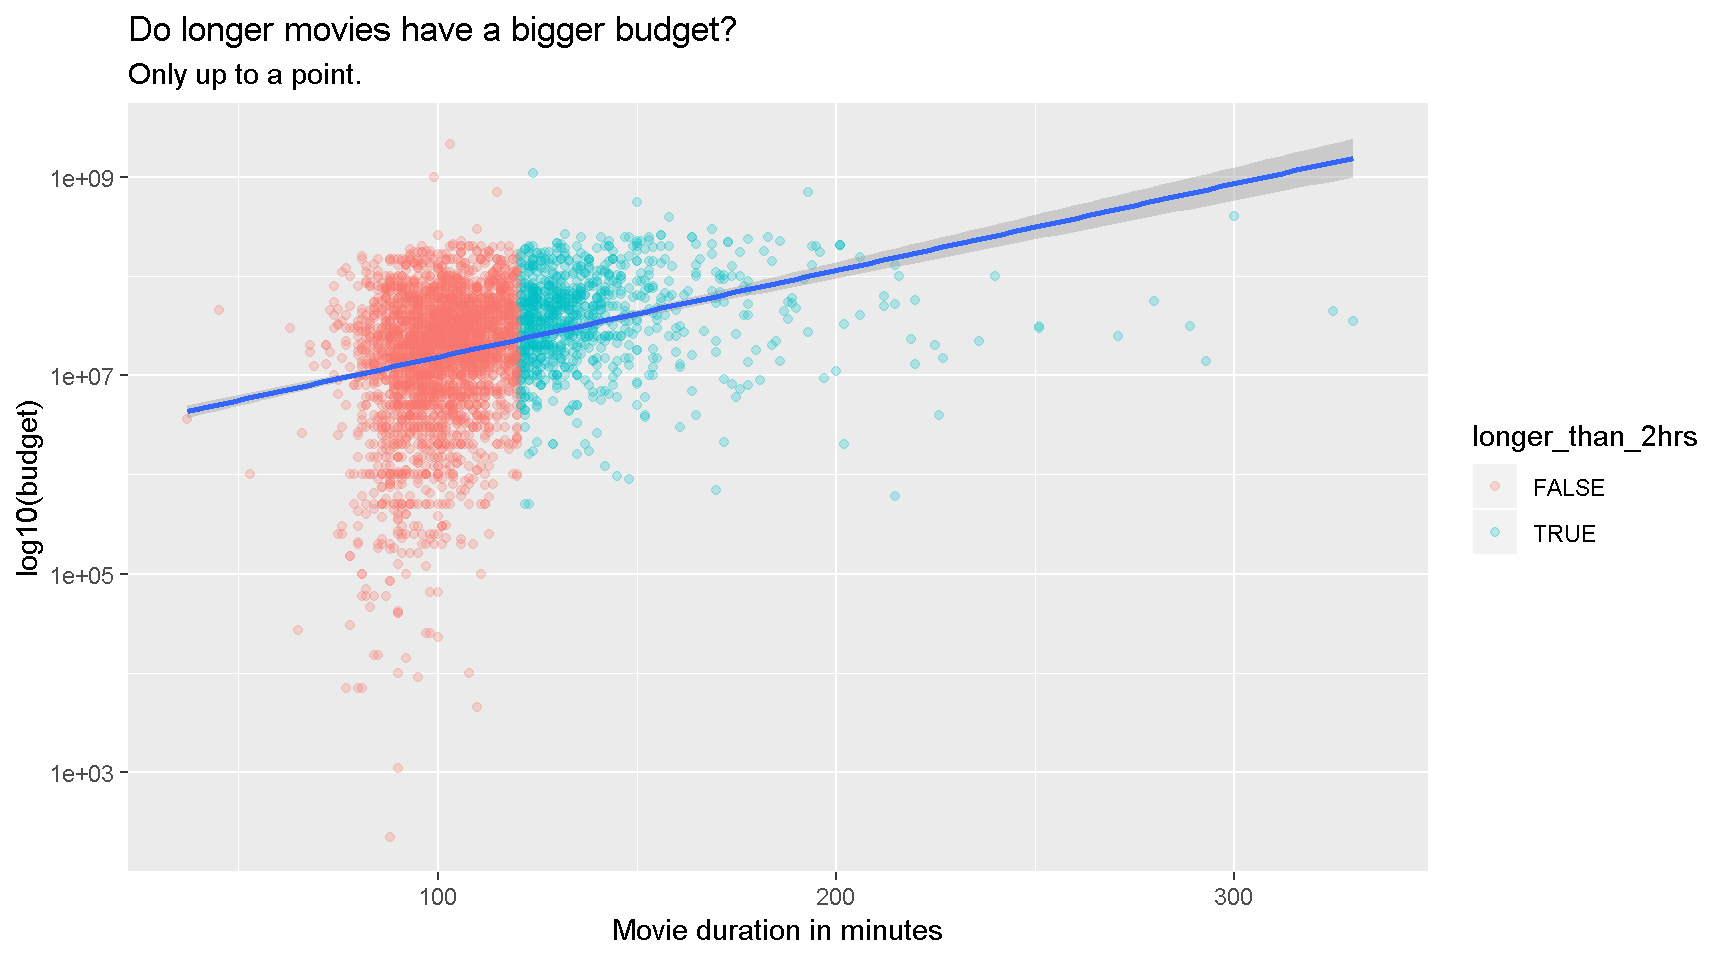 Do longer movies have a bigger budget?
Only up to a point.
1e+09
1e+07
1e+05
1e+03
log10(budget)
100
200
300
Movie duration in minutes
longer_than_2hrs
FALSE
TRUE